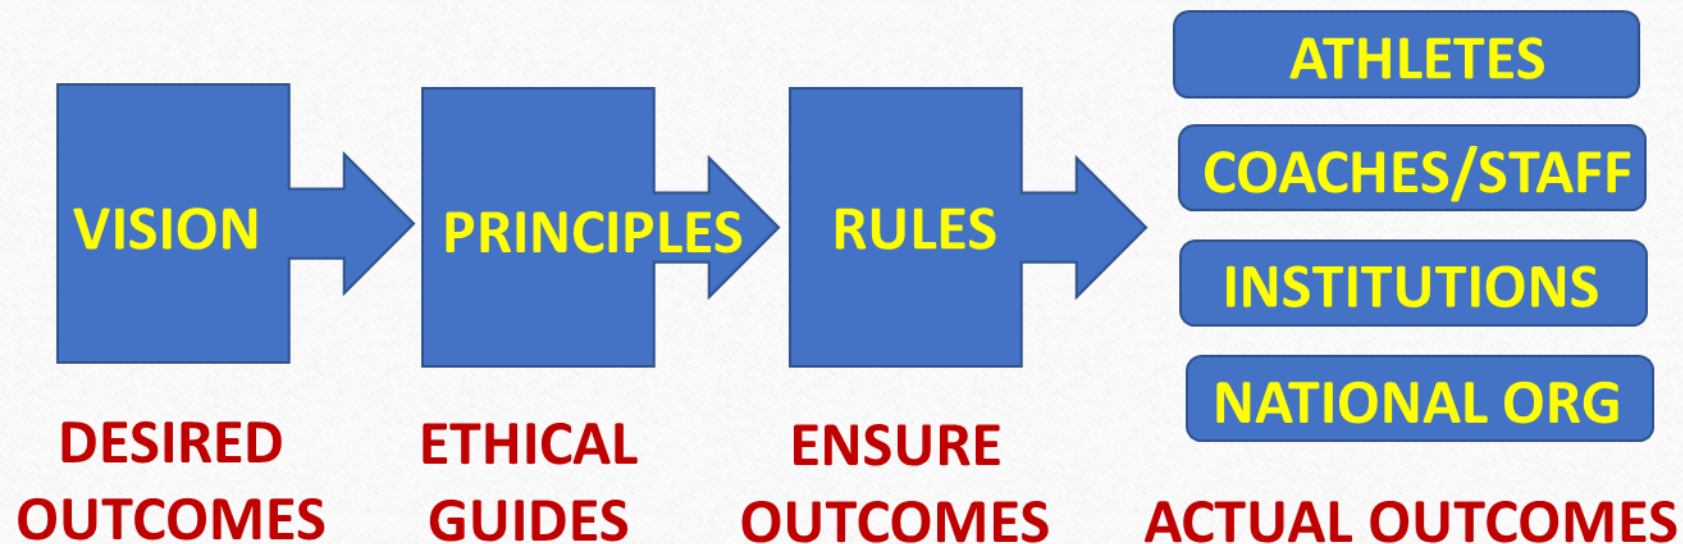 VISION
PRINCIPLES
RULES
ATHLETES
COACHES/STAFF
INSTITUTIONS
NATIONAL ORG
DESIRED
OUTCOMES
ETHICAL
GUIDES
ENSURE
OUTCOMES
ACTUAL OUTCOMES